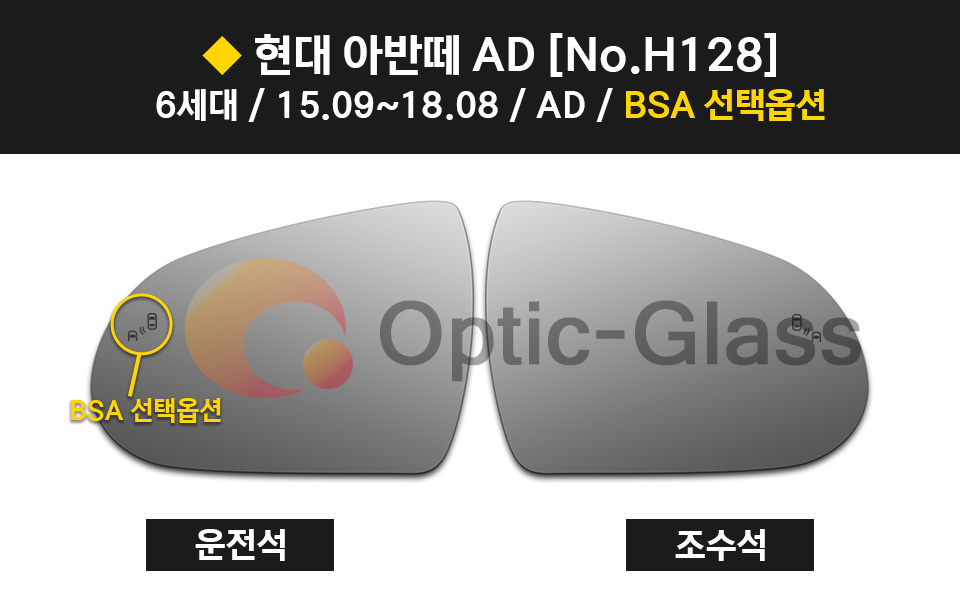 ◆ 현대 아반떼 AD [No.H128]
6세대 / 15.09~18.08 / AD / BSA 선택옵션
Optic-Glass
BSA 선택옵션
운전석
조수석